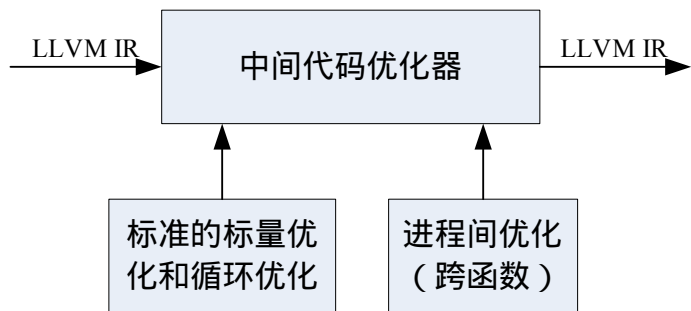 LLVM IR
中间代码优化器
LLVM IR
标准的标量优
化和循环优化
进程间优化
（跨函数）